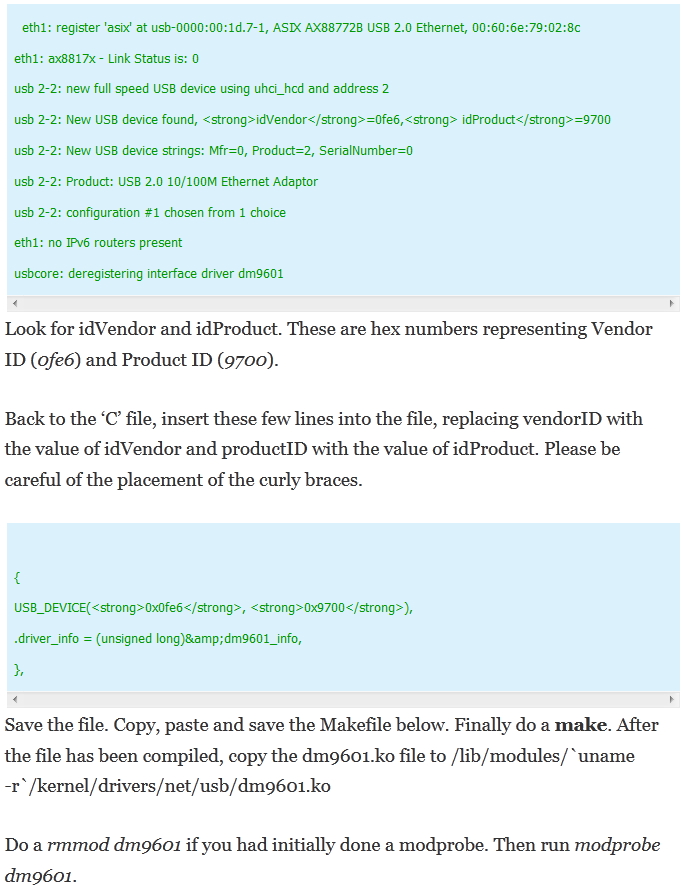 eth1: register 'asix' at usb-0000:00:1d.7-1, ASIX AX88772B USB 2.0 Ethernet, 00:60:6e:79:02:8c
eth1: ax8817x - Link Status is: 0
usb 2-2: new full speed USB device using uhci_hcd and address 2
usb 2-2: New USB device found, <strong>idVendor</strong>=0fe6,<strong> idProduct</strong>=9700
usb 2-2: New USB device strings: Mfr=0, Product=2, SerialNumber=0
usb 2-2: Product: USB 2.0 10/100M Ethernet Adaptor
usb 2-2: configuration #1 chosen from 1 choice
eth1: no IPv6 routers present
usbcore: deregistering interface driver dm9601
Look for idVendor and idProduct. These are hex numbers representing Vendor
ID (0fe6) and Product ID (9700).
Back to the ‘C’ file, insert these few lines into the file, replacing vendorID with
the value of idVendor and productID with the value of idProduct. Please be
careful of the placement of the curly braces.
{
USB_DEVICE(<strong>0x0fe6</strong>, <strong>0x9700</strong>),
.driver_info = (unsigned long)&amp;dm9601_info,
},
Save the file. Copy, paste and save the Makefile below. Finally do a make. After
the file has been compiled, copy the dm9601.ko file to /lib/modules/`uname
-r`/kernel/drivers/net/usb/dm9601.ko
Do a rmmod dm9601 if you had initially done a modprobe. Then run modprobe
dm9601.